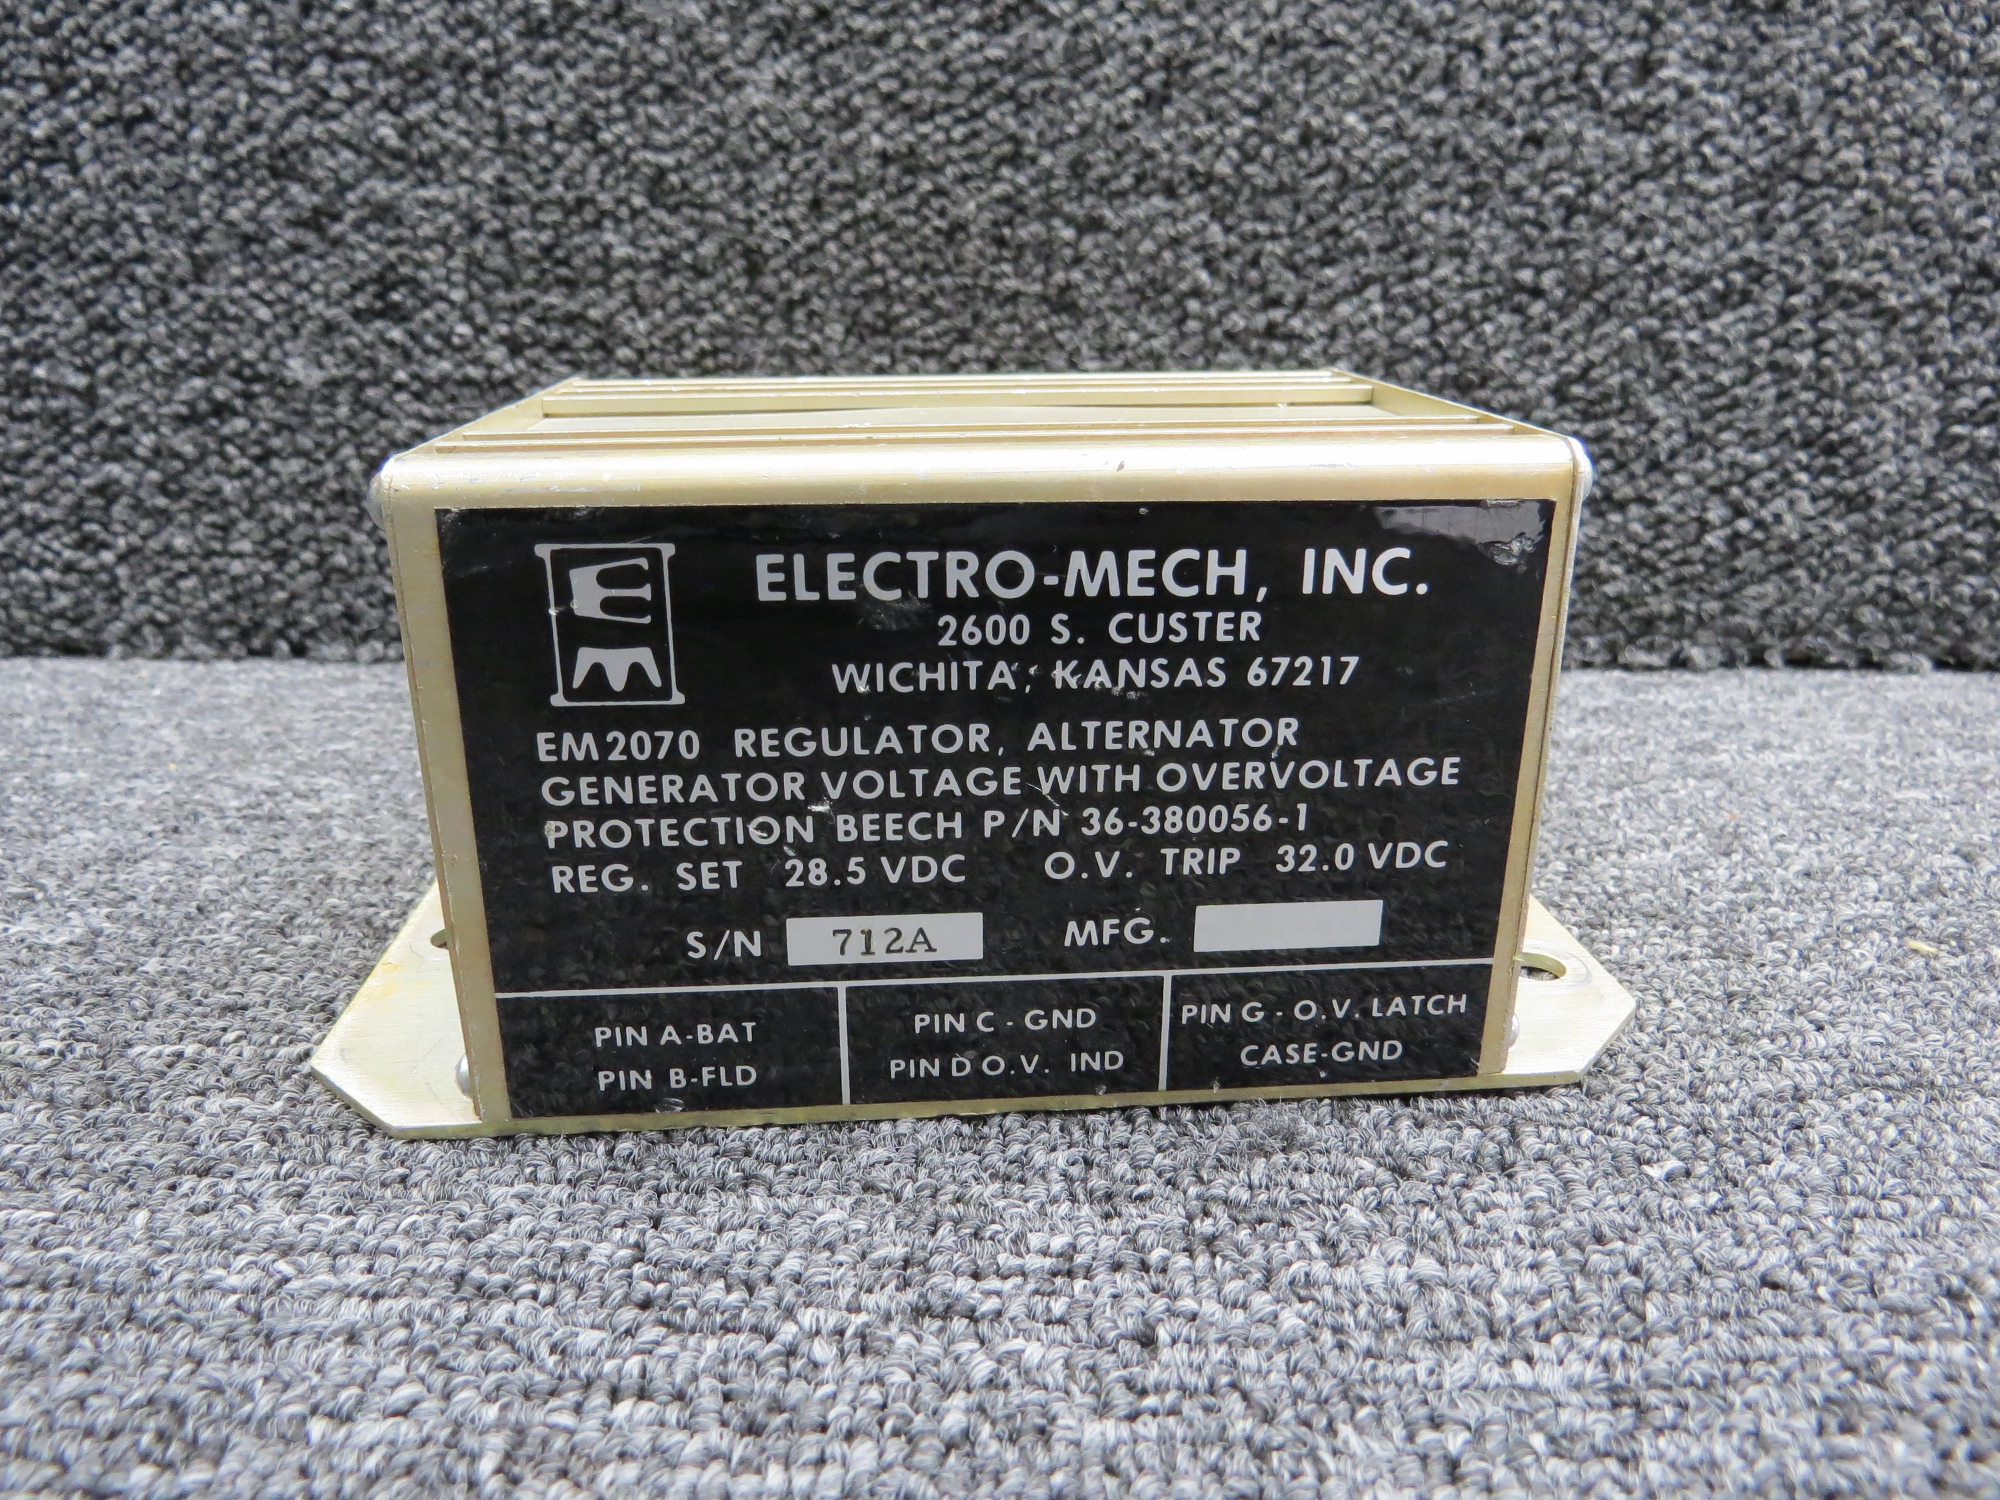 ELECTRO-MECH, INC.
2600 S. CUSTER
WICHITA, KANSAS 67217
EM2070 REGULATOR, ALTERNATOR
GENERATOR VOLTAGE WITH OVERVOLTAGE
PROTECTION BEECH P/N 36-380056-1
REG. SET 28.5 VDC O.V. TRIP 32.0 VDC
S/N 712A MFG.
PIN A-BAT
PIN B-FLD
PIN C - GND
PIN D O.V. IND
PIN G - O.V. LATCH
CASE-GND